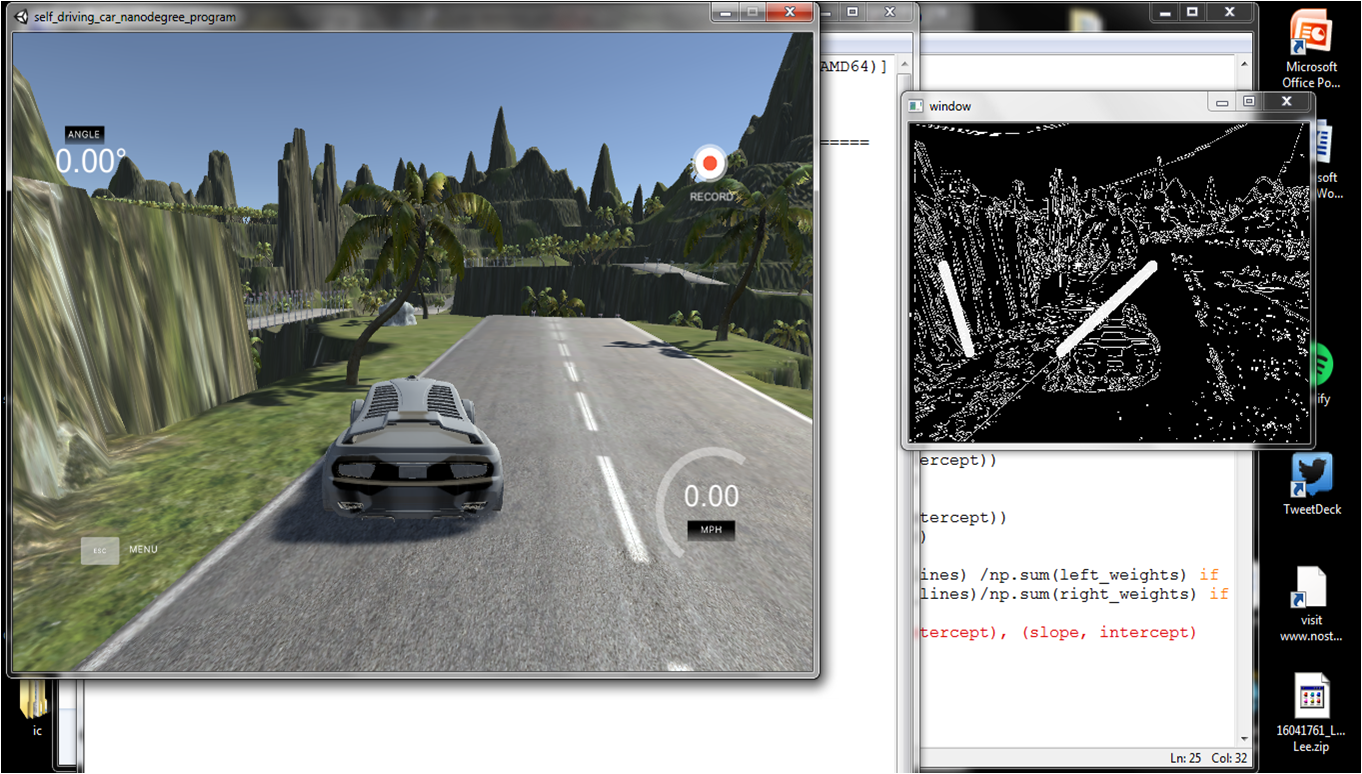 self_driving_car_nanodegree_program
ANGLE
0.00°
RECORD
0.00
MPH
ESC
MENU
AMD64)]
=====
window
ercept))
tercept))
)
ines) /np.sum(left_weights) if
lines)/np.sum(right_weights) if
tercept), (slope, intercept)
Ln: 25 Col: 32
Microsoft
Office Po...
soft
Wo...
ify
TweetDeck
visit
www.nost...
16041761_L...
Lee.zip
ic